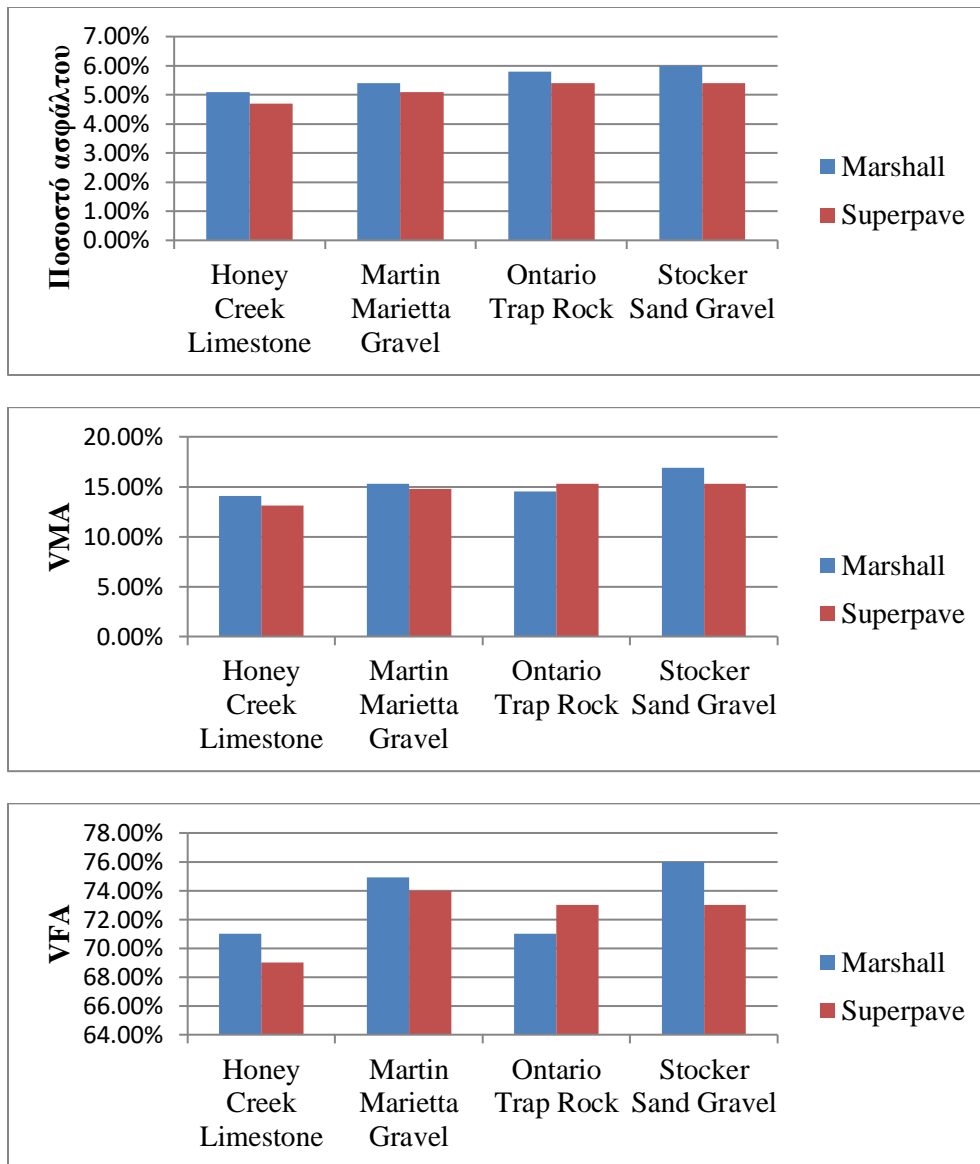 Ποσοστό ασφάλτου
7.00%
6.00%
5.00%
4.00%
3.00%
2.00%
1.00%
0.00%
Honey
Creek
Limestone
Martin
Marietta
Gravel
Ontario
Trap Rock
Stocker
Sand Gravel
Marshall
Superpave
VMA
20.00%
15.00%
10.00%
5.00%
0.00%
Honey
Creek
Limestone
Martin
Marietta
Gravel
Ontario
Trap Rock
Stocker
Sand Gravel
Marshall
Superpave
VFA
78.00%
76.00%
74.00%
72.00%
70.00%
68.00%
66.00%
64.00%
Honey
Creek
Limestone
Martin
Marietta
Gravel
Ontario
Trap Rock
Stocker
Sand Gravel
Marshall
Superpave